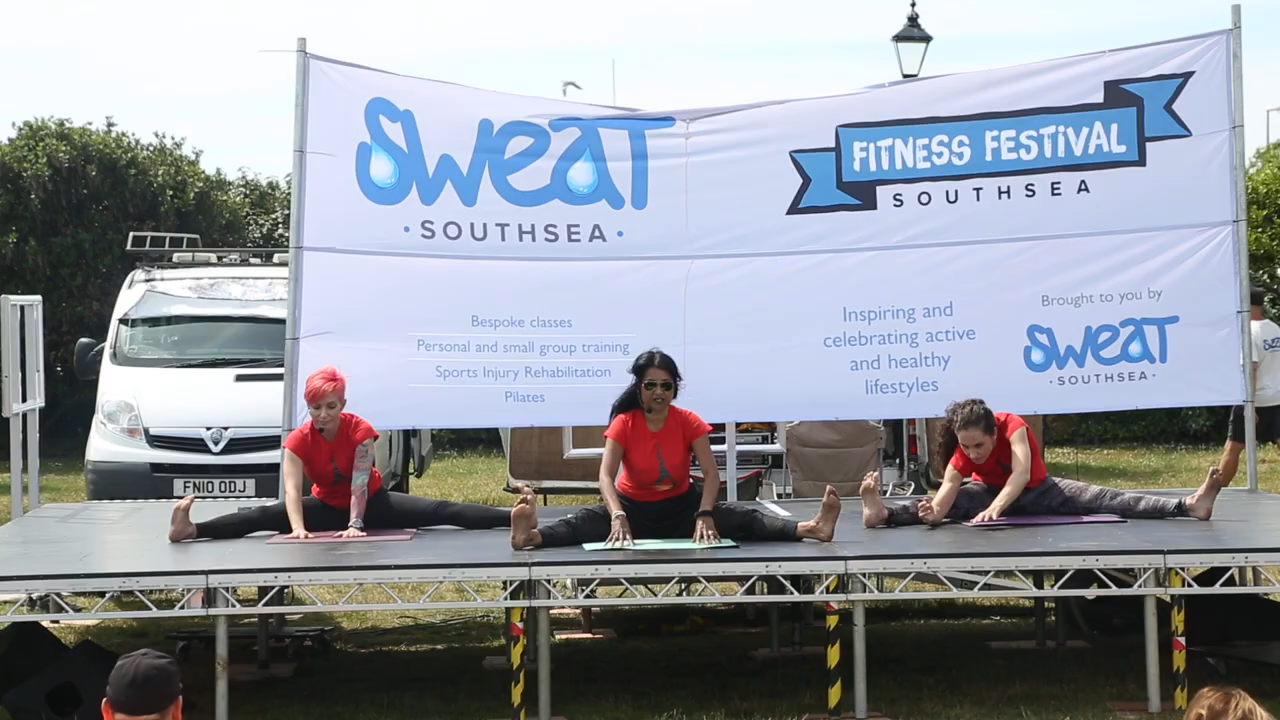 SWEAT
• SOUTHSEA •
FITNESS FESTIVAL
SOUTHSEA
Bespoke classes
Personal and small group training
Sports Injury Rehabilitation
Pilates
Inspiring and
celebrating active
and healthy
lifestyles
Brought to you by
SWEAT
• SOUTHSEA •
FN10 ODJ